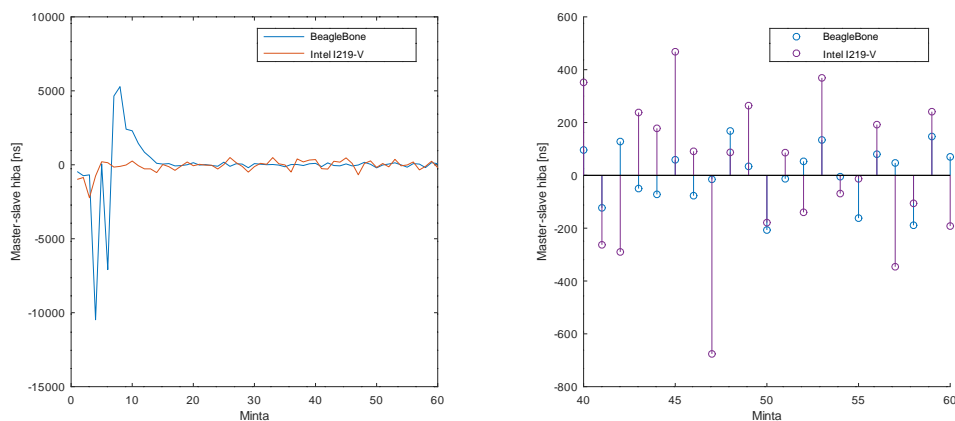 10000
5000
0
-5000
-10000
-15000
Master-slave hiba [ns]
BeagleBone
Intel I219-V
0 10 20 30 40 50 60
Minta
600
400
200
0
-200
-400
-600
-800
Master-slave hiba [ns]
BeagleBone
Intel I219-V
40 45 50 55 60
Minta